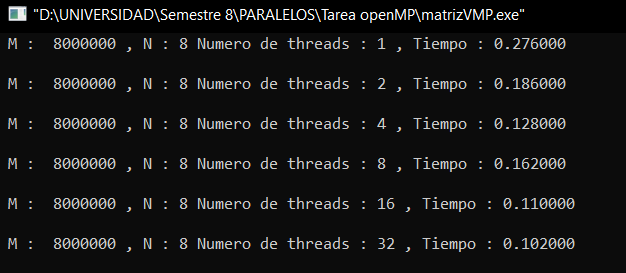 "D:\UNIVERSIDAD\Semestre 8\PARALELOS\Tarea openMP\matrizVMP.exe"
M :  8000000 , N : 8 Numero de threads : 1 , Tiempo : 0.276000
M :  8000000 , N : 8 Numero de threads : 2 , Tiempo : 0.186000
M :  8000000 , N : 8 Numero de threads : 4 , Tiempo : 0.128000
M :  8000000 , N : 8 Numero de threads : 8 , Tiempo : 0.162000
M :  8000000 , N : 8 Numero de threads : 16 , Tiempo : 0.110000
M :  8000000 , N : 8 Numero de threads : 32 , Tiempo : 0.102000